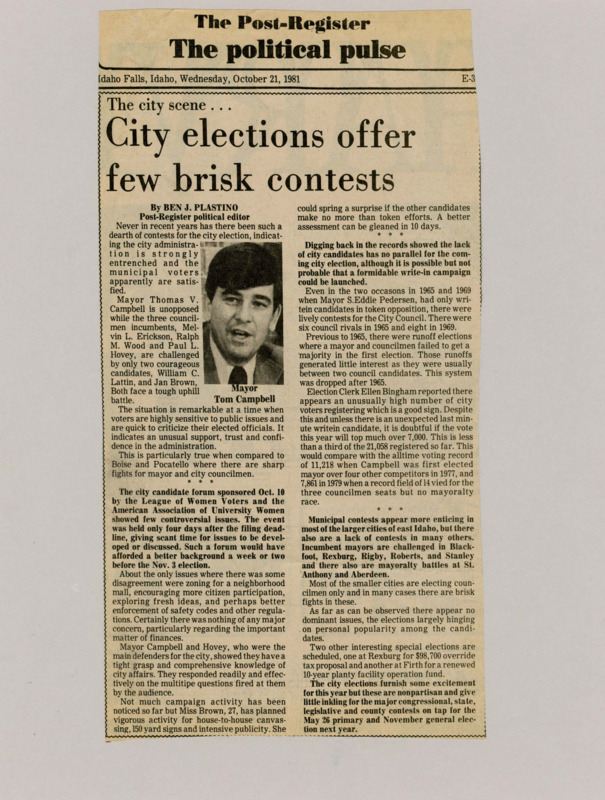 The Post-Register
The political pulse
Idaho Falls, Idaho, Wednesday, October 21, 1981
E-3
The city scene . . .
City elections offer
few brisk contests
By BEN J. PLASTINO
Post-Register political editor
Never in recent years has there been such a
dearth of contests for the city election, indicat-
ing the city administra-
tion is strongly
entrenched and the
municipal voters
apparently are satis-
fied.
Mayor Thomas V.
Campbell is unopposed
while the three council-
men incumbents, Mel-
vin L. Erickson, Ralph
M. Wood and Paul L.
Hovey, are challenged
by only two courageous
candidates, William C.
Lattin, and Jan Brown,
Both face a tough uphill
battle.
Mayor
Tom Campbell
The situation is remarkable at a time when
voters are highly sensitive to public issues and
are quick to criticize their elected officials. It
indicates an unusual support, trust and confi-
dence in the administration.
This is particularly true when compared to
Boise and Pocatello where there are sharp
fights for mayor and city councilmen.
* * *
The city candidate forum sponsored Oct. 10
by the League of Women Voters and the
American Association of University Women
showed few controversial issues. The event
was held only four days after the filing dead-
line, giving scant time for issues to be devel-
oped or discussed. Such a forum would have
afforded a better background a week or two
before the Nov. 3 election.
About the only issues where there was some
disagreement were zoning for a neighborhood
mall, encouraging more citizen participation,
exploring fresh ideas, and perhaps better
enforcement of safety codes and other regula-
tions. Certainly there was nothing of any major
concern, particularly regarding the important
matter of finances.
Mayor Campbell and Hovey, who were the
main defenders for the city, showed they have a
tight grasp and comprehensive knowledge of
city affairs. They responded readily and effec-
tively on the multitipe questions fired at them
by the audience.
Not much campaign activity has been
noticed so far but Miss Brown, 27, has planned
vigorous activity for house-to-house canvas-
sing, 150 yard signs and intensive publicity. She
could spring a surprise if the other candidates
make no more than token efforts. A better
assessment can be gleaned in 10 days.
* * *
Digging back in the records showed the lack
of city candidates has no parallel for the com-
ing city election, although it is possible but not
probable that a formidable write-in campaign
could be launched.
Even in the two occasons in 1965 and 1969
when Mayor S.Eddie Pedersen, had only wri-
tein candidates in token opposition, there were
lively contests for the City Council. There were
six council rivals in 1965 and eight in 1969.
Previous to 1965, there were runoff elections
where a mayor and councilmen failed to get a
majority in the first election. Those runoffs
generated little interest as they were usually
between two council candidates. This system
was dropped after 1965.
Election Clerk Ellen Bingham reported there
appears an unusually high number of city
voters registering which is a good sign. Despite
this and unless there is an unexpected last min-
ute writein candidate, it is doubtful if the vote
this year will top much over 7,000. This is less
than a third of the 21,058 registered so far. This
would compare with the alltime voting record
of 11,218 when Campbell was first elected
mayor over four other competitors in 1977, and
7,861 in 1979 when a record field of 14 vied for the
three councilmen seats but no mayoralty
race.
* * *
Municipal contests appear more enticing in
most of the larger cities of east Idaho, but there
also are a lack of contests in many others.
Incumbent mayors are challenged in Black-
foot, Rexburg, Rigby, Roberts, and Stanley
and there also are mayoralty battles at St.
Anthony and Aberdeen.
Most of the smaller cities are electing coun-
cilmen only and in many cases there are brisk
fights in these.
As far as can be observed there appear no
dominant issues, the elections largely hinging
on personal popularity among the candi-
dates.
Two other interesting special elections are
scheduled, one at Rexburg for $98,700 override
tax proposal and another at Firth for a renewed
10-year planty facility operation fund.
The city elections furnish some excitement
for this year but these are nonpartisan and give
little inkling for the major congressional, state,
legislative and county contests on tap for the
May 26 primary and November general elec-
tion next year.